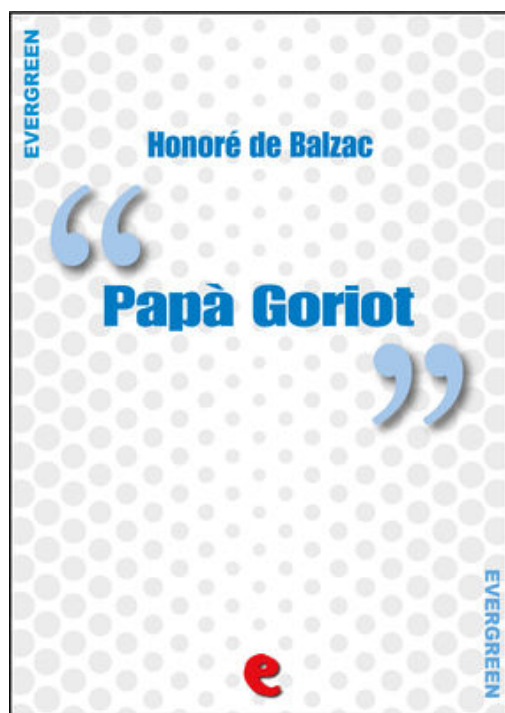 EVERGREEN
Honoré de Balzac
“
Papà Goriot
”
EVERGREEN
e